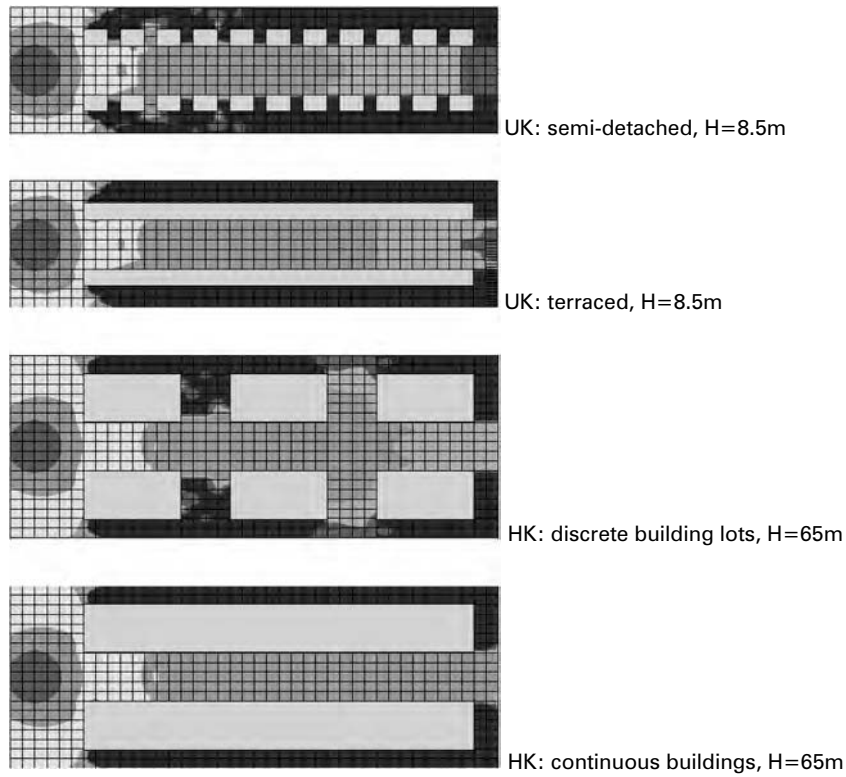 UK: semi-detached, H=8.5m
UK: terraced, H=8.5m
HK: discrete building lots, H=65m
HK: continuous buildings, H=65m